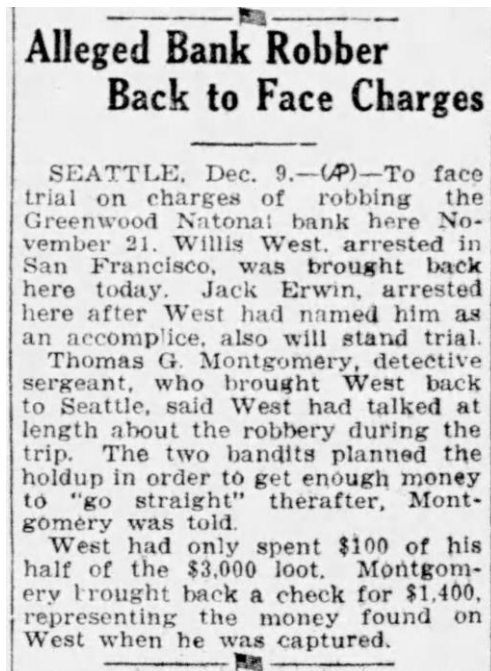 Alleged Bank Robber
Back to Face Charges
SEATTLE, Dec. 9.—(AP)—To face
trial on charges of robbing the
Greenwood Natonal bank here No-
vember 21. Willis West, arrested in
San Francisco, was brought back
here today. Jack Erwin, arrested
here after West had named him as
an accomplice, also will stand trial.
Thomas G. Montgomery, detective
sergeant, who brought West back
to Seattle, said West had talked at
length about the robbery during the
trip. The two bandits planned the
holdup in order to get enough money
to "go straight" therafter, Mont-
gomery was told.
West had only spent $100 of his
half of the $3,000 loot. Montgom-
ery brought back a check for $1,400,
representing the money found on
West when he was captured.